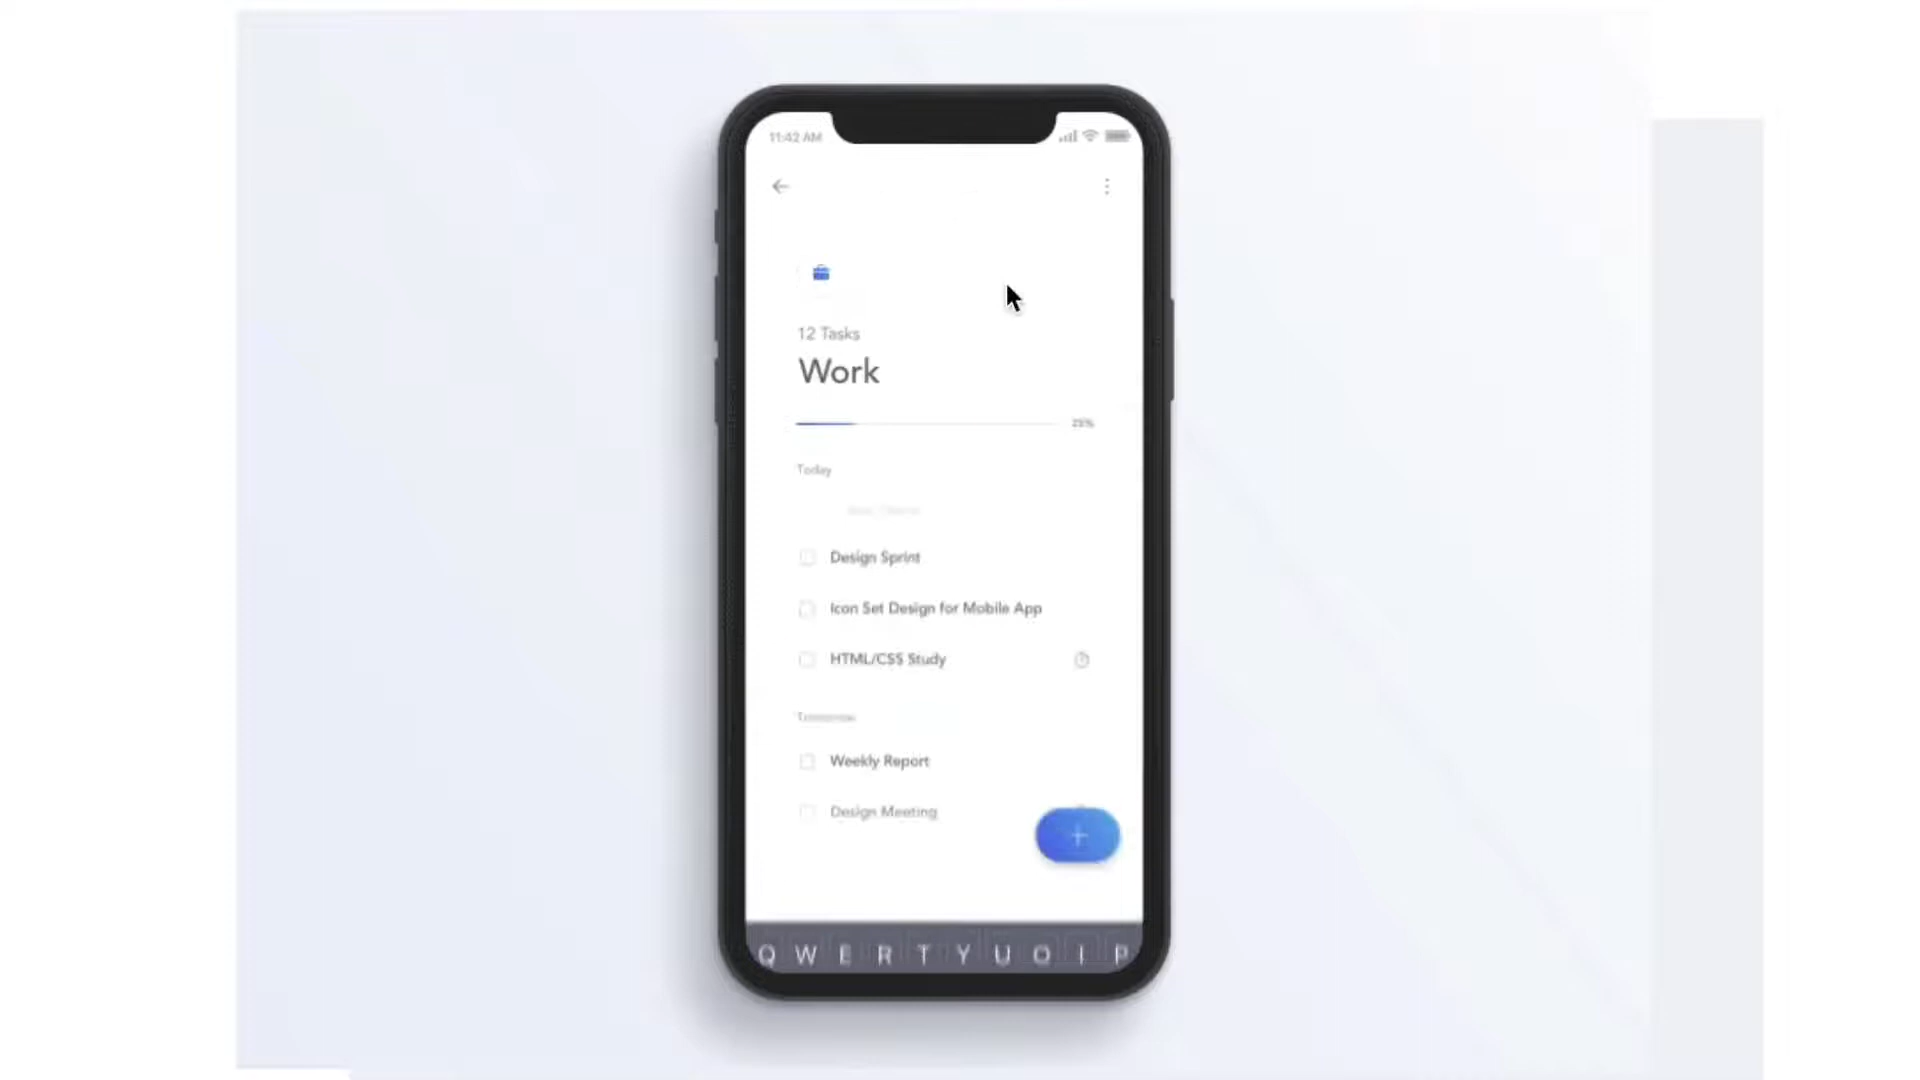 11:42 AM
12 Tasks
Work
25%
Today
Design Sprint
Icon Set Design for Mobile App
HTML/CSS Study
Tomorrow
Weekly Report
Design Meeting
Q W E R T Y U O I P